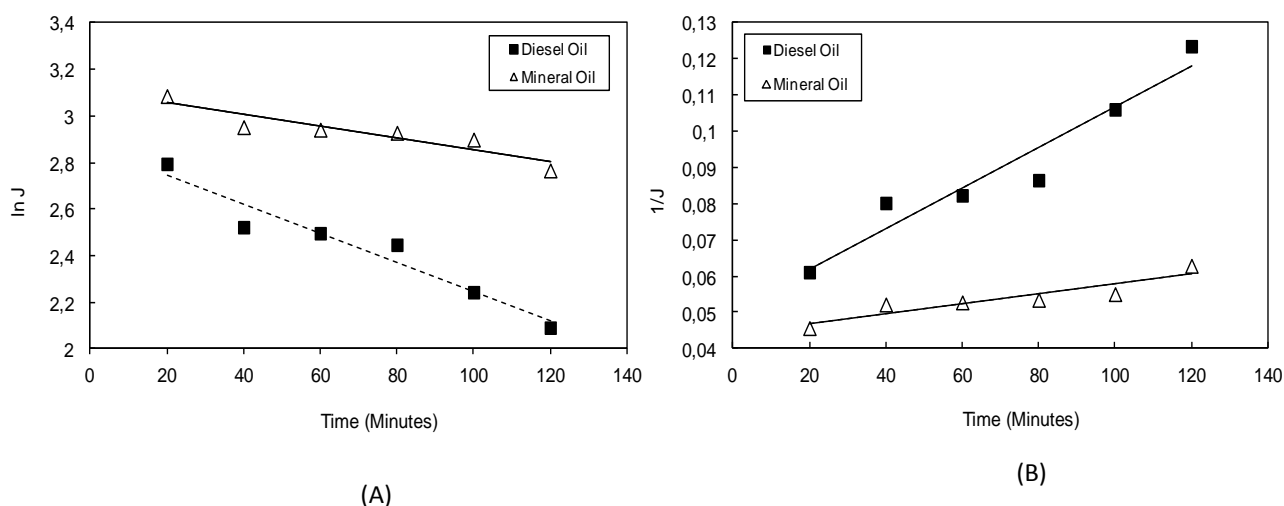 3,4
3,2
3
2,8
2,6
2,4
2,2
2
ln J
0 20 40 60 80 100 120 140
Time (Minutes)
Diesel Oil
Mineral Oil
(A)
0,13
0,12
0,11
0,1
0,09
0,08
0,07
0,06
0,05
0,04
1/J
0 20 40 60 80 100 120 140
Time (Minutes)
Diesel Oil
Mineral Oil
(B)